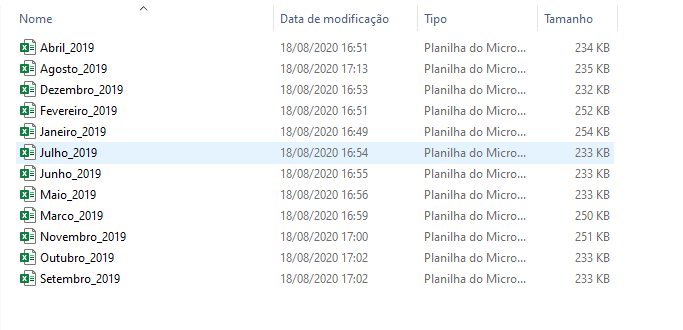 Nome Data de modificação Tipo Tamanho
Abril_2019 18/08/2020 16:51 Planilha do Micro... 234 KB
Agosto_2019 18/08/2020 17:13 Planilha do Micro... 235 KB
Dezembro_2019 18/08/2020 16:53 Planilha do Micro... 232 KB
Fevereiro_2019 18/08/2020 16:51 Planilha do Micro... 252 KB
Janeiro_2019 18/08/2020 16:49 Planilha do Micro... 254 KB
Julho_2019 18/08/2020 16:54 Planilha do Micro... 233 KB
Junho_2019 18/08/2020 16:55 Planilha do Micro... 233 KB
Maio_2019 18/08/2020 16:56 Planilha do Micro... 233 KB
Marco_2019 18/08/2020 16:59 Planilha do Micro... 250 KB
Novembro_2019 18/08/2020 17:00 Planilha do Micro... 251 KB
Outubro_2019 18/08/2020 17:02 Planilha do Micro... 233 KB
Setembro_2019 18/08/2020 17:02 Planilha do Micro... 233 KB